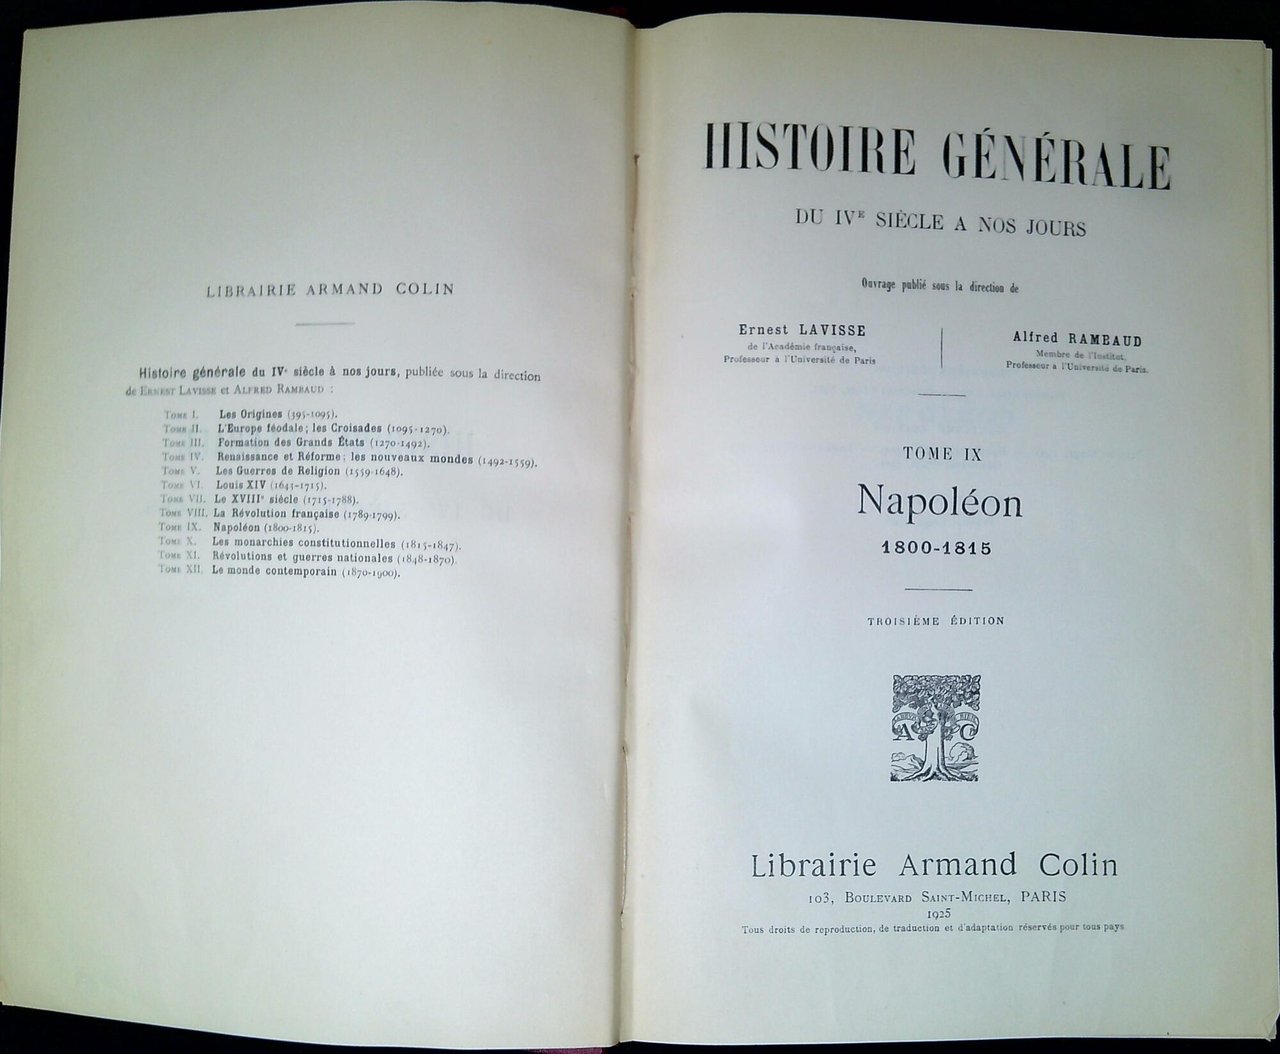 LIBRAIRIE ARMAND COLIN
Histoire générale du IVe siècle à nos jours, publiée sous la direction
de ERNEST LAVISSE et ALFRED RAMBAUD :
TOME I. Les Origines (395-1095).
TOME II. L'Europe féodale; les Croisades (1095-1270).
TOME III. Formation des Grands États (1270-1492).
TOME IV. Renaissance et Réforme; les nouveaux mondes (1492-1559).
TOME V. Les Guerres de Religion (1559-1648).
TOME VI. Louis XIV (1643-1715).
TOME VII. Le XVIIIe siècle (1715-1788).
TOME VIII. La Révolution française (1789-1799).
TOME IX. Napoléon (1800-1815).
TOME X. Les monarchies constitutionnelles (1815-1847).
TOME XI. Révolutions et guerres nationales (1848-1870).
TOME XII. Le monde contemporain (1870-1900).
HISTOIRE GÉNÉRALE
DU IVE SIÈCLE A NOS JOURS
Ouvrage publié sous la direction de
Ernest LAVISSE
de l'Académie française,
Professeur à l'Université de Paris
Alfred RAMBAUD
Membre de l'Institut,
Professeur à l'Université de Paris.
TOME IX
Napoléon
1800-1815
TROISIÈME ÉDITION
A C
Librairie Armand Colin
103, BOULEVARD SAINT-MICHEL, PARIS
1925
Tous droits de reproduction, de traduction et d'adaptation réservés pour tous pays